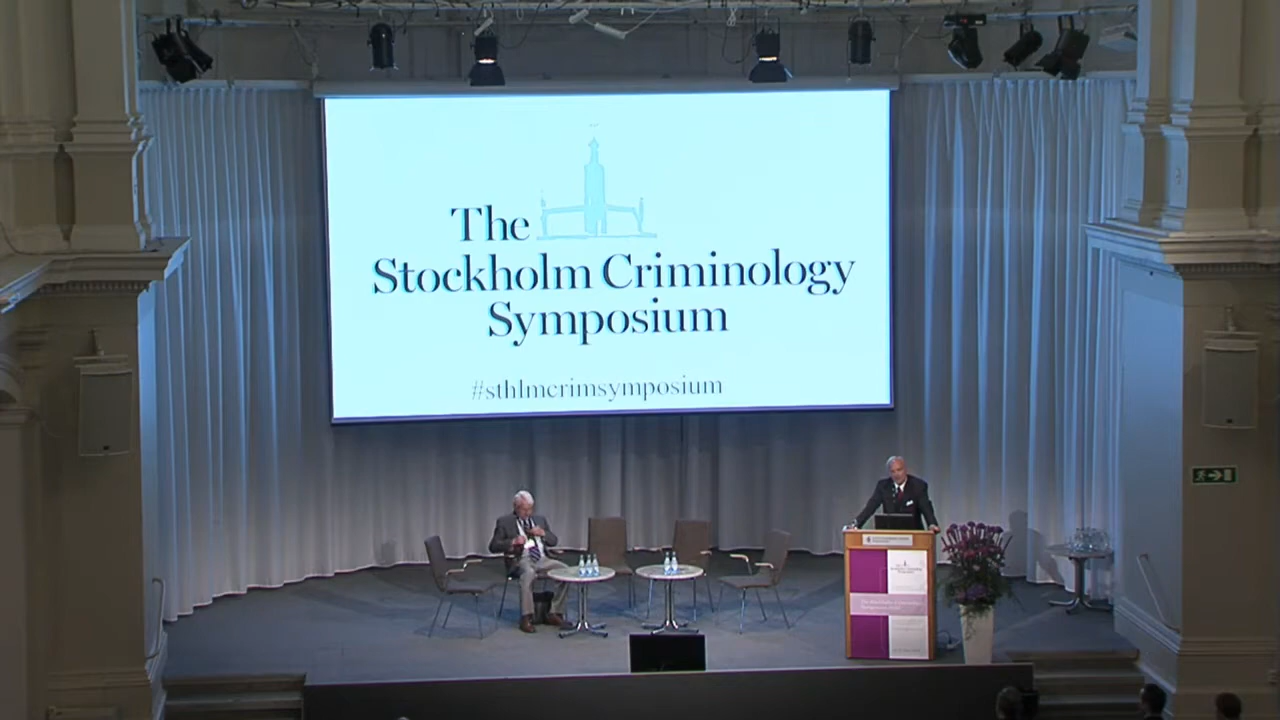 The
Stockholm Criminology
Symposium
#sthlmcrimsymposium